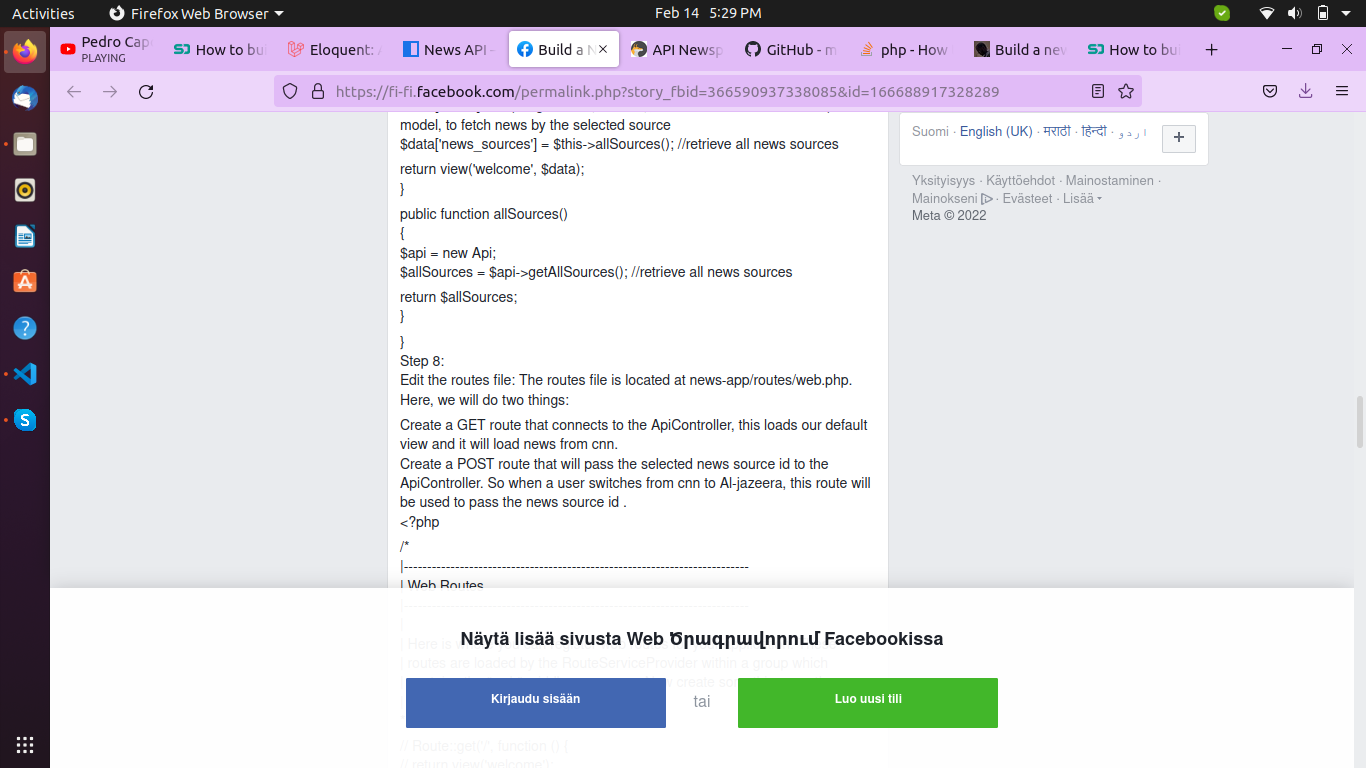 Activities Firefox Web Browser Feb 14 5:29 PM
Pedro Cap
PLAYING
How to bui Eloquent: A News API - Build a N API Newsp GitHub - m php - How Build a new How to bui
https://fi-fi.facebook.com/permalink.php?story_fbid=366590937338085&id=166688917328289
model, to fetch news by the selected source
$data['news_sources'] = $this->allSources(); //retrieve all news sources
return view('welcome', $data);
}
public function allSources()
{
$api = new Api;
$allSources = $api->getAllSources(); //retrieve all news sources
return $allSources;
}
}
Step 8:
Edit the routes file: The routes file is located at news-app/routes/web.php.
Here, we will do two things:
Create a GET route that connects to the ApiController, this loads our default
view and it will load news from cnn.
Create a POST route that will pass the selected news source id to the
ApiController. So when a user switches from cnn to Al-jazeera, this route will
be used to pass the news source id .
<?php
/*
|--------------------------------------------------------------------------
| Web Routes
|--------------------------------------------------------------------------
|
| Here is
routes are loaded by the RouteServiceProvider within a group which
create
// Route::get('/', function () {
// return view('welcome')
Suomi · English (UK) · मराठी · हिन्दी · اردو
+
Yksityisyys · Käyttöehdot · Mainostaminen ·
Mainokseni · Evästeet · Lisää
Meta © 2022
Näytä lisää sivusta Web Ծրագրավորում Facebookissa
Kirjaudu sisään tai Luo uusi tili